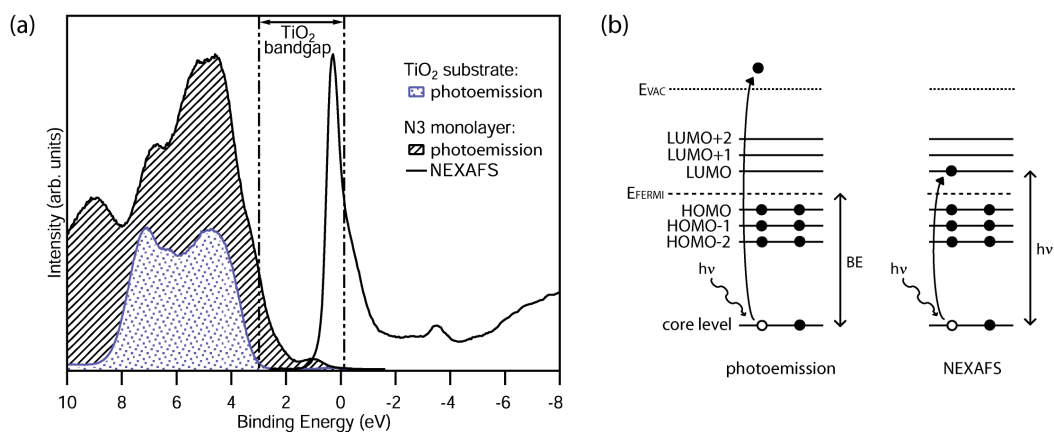 (a)
TiO2
bandgap
TiO2 substrate:
photoemission
N3 monolayer:
photoemission
NEXAFS
Intensity (arb. units)
10 8 6 4 2 0 -2 -4 -6 -8
Binding Energy (eV)
(b)
EVAC
LUMO+2
LUMO+1
LUMO
EFERMI
HOMO
HOMO-1
HOMO-2
hν
BE
core level
photoemission
hν
hν
NEXAFS